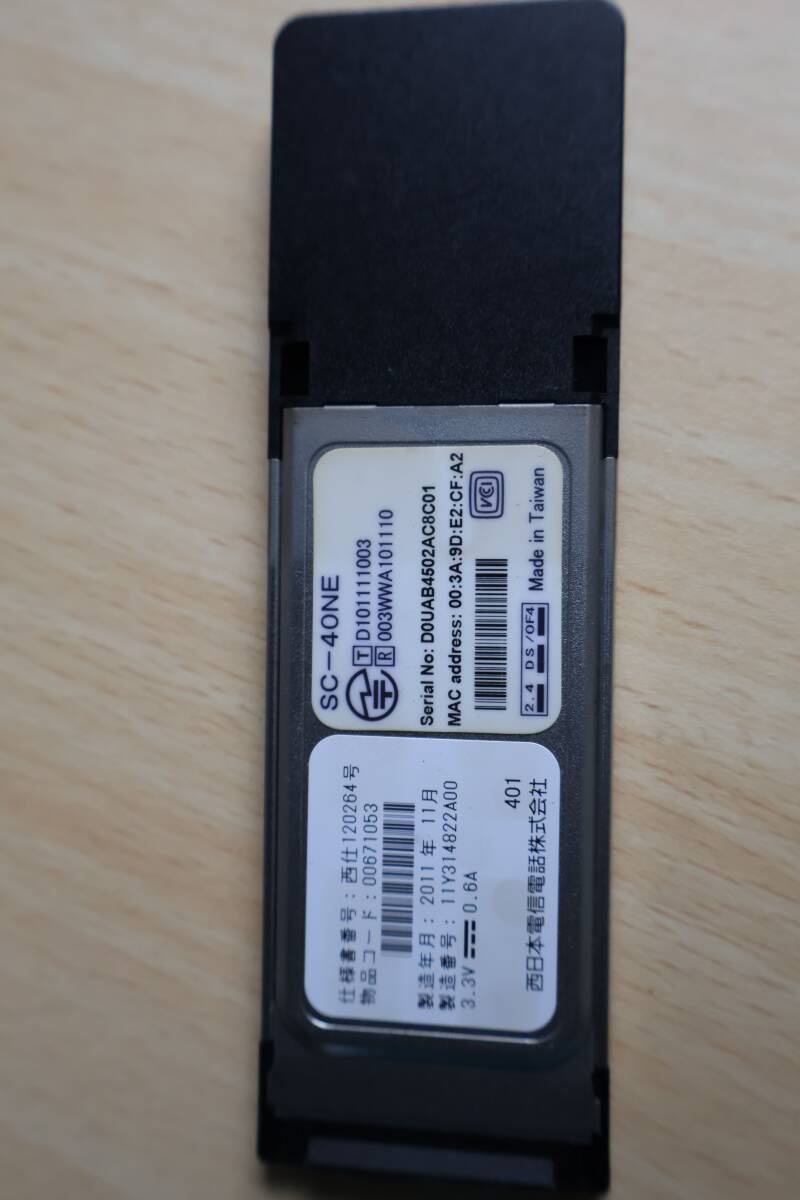 SC-40NE
T D101111003
R 003WWA101110
Serial No: D0UAB4502AC8C01
MAC address: 00:3A:9D:E2:CF:A2
VCI
2.4 DS/OF4
Made in Taiwan
仕様書番号：西仕120264号
物品コード：00671053
製造年月：2011年 11月
製造番号：11Y314822A00
3.3V 0.6A
401
西日本電信電話株式会社